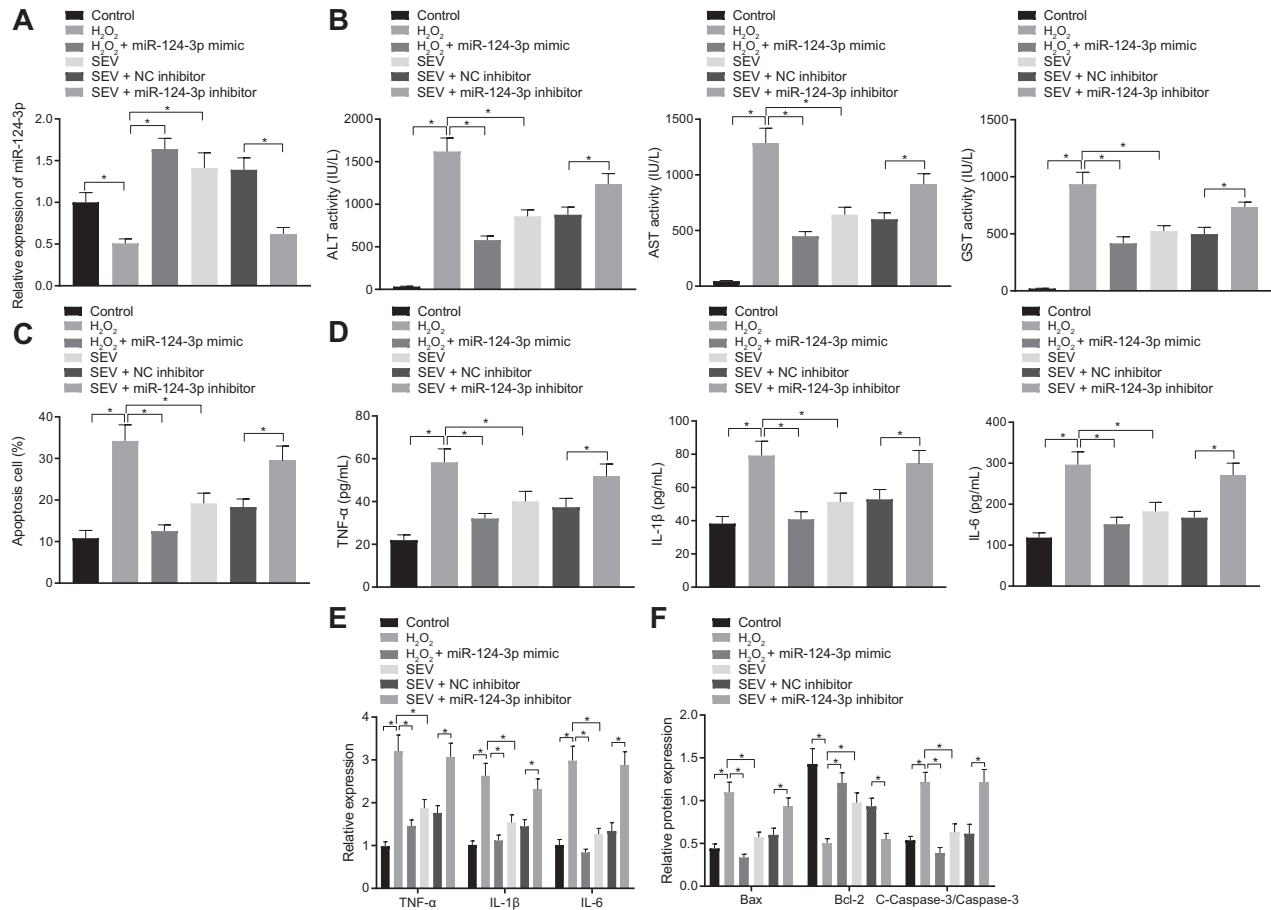 A
Control
H2O2
H2O2 + miR-124-3p mimic
SEV
SEV + NC inhibitor
SEV + miR-124-3p inhibitor
Relative expression of miR-124-3p
2.0
1.5
1.0
0.5
0.0
* * * *
B
Control
H2O2
H2O2 + miR-124-3p mimic
SEV
SEV + NC inhibitor
SEV + miR-124-3p inhibitor
ALT activity (IU/L)
2000
1500
1000
500
0
* * * *
Control
H2O2
H2O2 + miR-124-3p mimic
SEV
SEV + NC inhibitor
SEV + miR-124-3p inhibitor
AST activity (IU/L)
1500
1000
500
0
* * * *
Control
H2O2
H2O2 + miR-124-3p mimic
SEV
SEV + NC inhibitor
SEV + miR-124-3p inhibitor
GST activity (IU/L)
1500
1000
500
0
* * * *
C
Control
H2O2
H2O2 + miR-124-3p mimic
SEV
SEV + NC inhibitor
SEV + miR-124-3p inhibitor
Apoptosis cell (%)
40
30
20
10
0
* * * *
D
Control
H2O2
H2O2 + miR-124-3p mimic
SEV
SEV + NC inhibitor
SEV + miR-124-3p inhibitor
TNF-α (pg/mL)
80
60
40
20
0
* * * *
Control
H2O2
H2O2 + miR-124-3p mimic
SEV
SEV + NC inhibitor
SEV + miR-124-3p inhibitor
IL-1β (pg/mL)
100
80
60
40
20
0
* * * *
Control
H2O2
H2O2 + miR-124-3p mimic
SEV
SEV + NC inhibitor
SEV + miR-124-3p inhibitor
IL-6 (pg/mL)
400
300
200
100
0
* * * *
E
Control
H2O2
H2O2 + miR-124-3p mimic
SEV
SEV + NC inhibitor
SEV + miR-124-3p inhibitor
Relative expression
4
3
2
1
0
* * * * * * * * * * * *
TNF-α IL-1β IL-6
F
Control
H2O2
H2O2 + miR-124-3p mimic
SEV
SEV + NC inhibitor
SEV + miR-124-3p inhibitor
Relative protein expression
2.0
1.5
1.0
0.5
0.0
* * * * * * * * * * * *
Bax Bcl-2 C-Caspase-3/Caspase-3